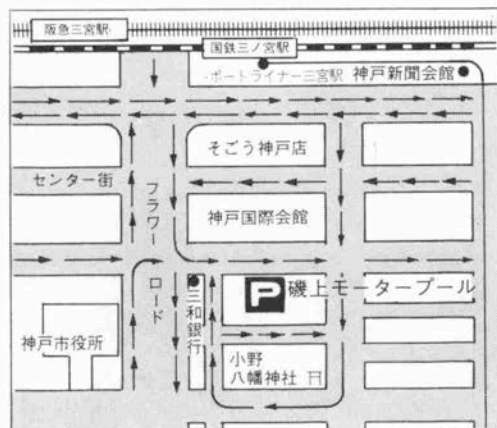 阪急三宮駅
国鉄三ノ宮駅
ポートライナー三宮駅
神戸新聞会館
そごう神戸店
センター街
フラワーロード
神戸国際会館
三和銀行
P
磯上モータープール
神戸市役所
小野
八幡神社